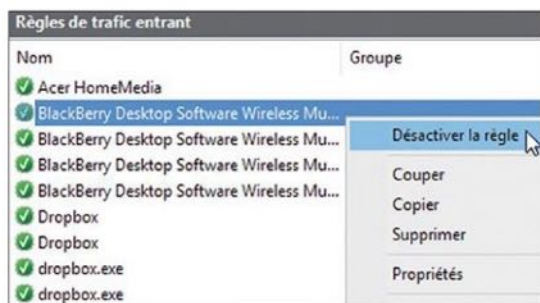 Règles de trafic entrant
Nom Groupe
Acer HomeMedia
BlackBerry Desktop Software Wireless Mu...
BlackBerry Desktop Software Wireless Mu...
BlackBerry Desktop Software Wireless Mu...
BlackBerry Desktop Software Wireless Mu...
Dropbox
Dropbox
dropbox.exe
dropbox.exe
Désactiver la règle
Couper
Copier
Supprimer
Propriétés